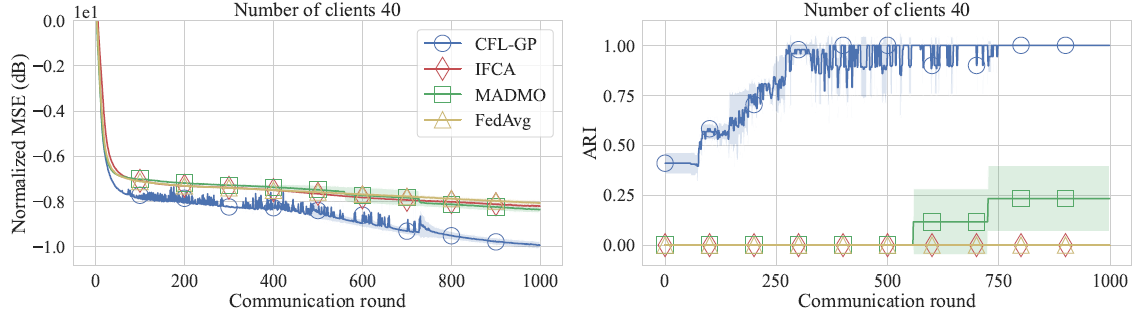 1e1
Number of clients 40
0.0
−0.2
−0.4
−0.6
−0.8
−1.0
Normalized MSE (dB)
CFL-GP
IFCA
MADMO
FedAvg
0
200
400
600
800
1000
Communication round
Number of clients 40
1.00
0.75
0.50
0.25
0.00
ARI
0
250
500
750
1000
Communication round